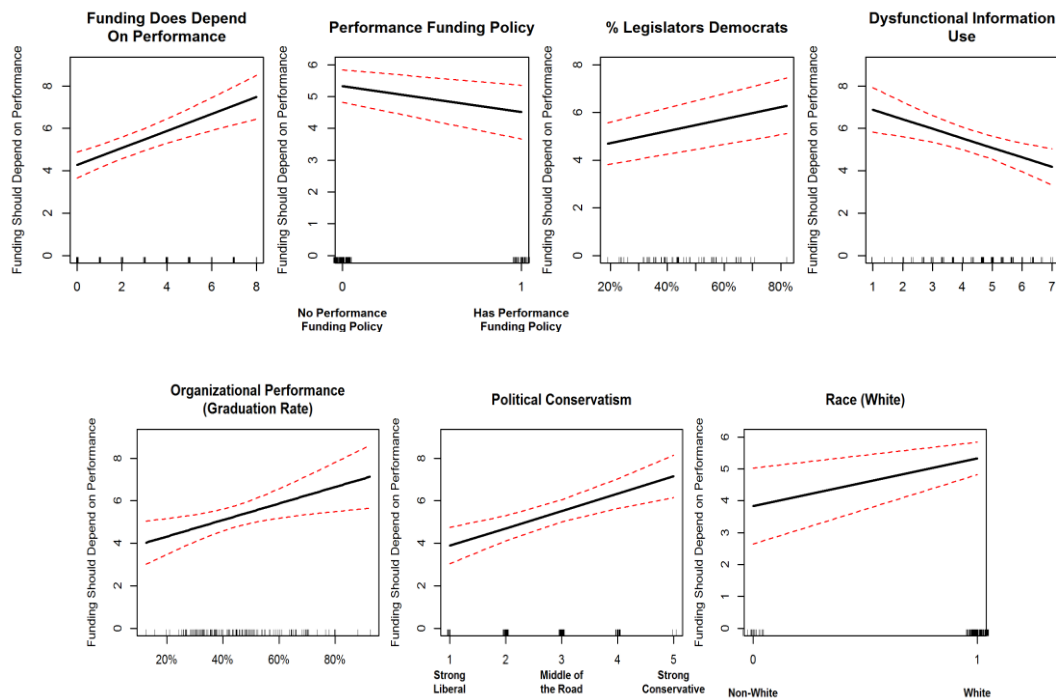 Funding Does Depend
On Performance
Performance Funding Policy
% Legislators Democrats
Dysfunctional Information
Use
Funding Should Depend on Performance
0
2
4
6
8
0
2
4
6
8
Funding Should Depend on Performance
0
1
2
3
4
5
6
0
1
No Performance
Funding Policy
Has Performance
Funding Policy
Funding Should Depend on Performance
0
2
4
6
8
20%
40%
60%
80%
Funding Should Depend on Performance
0
2
4
6
8
1
2
3
4
5
6
7
Organizational Performance
(Graduation Rate)
Political Conservatism
Race (White)
Funding Should Depend on Performance
0
2
4
6
8
20%
40%
60%
80%
Funding Should Depend on Performance
0
2
4
6
8
1
2
3
4
5
Strong
Liberal
Middle of
the Road
Strong
Conservative
Funding Should Depend on Performance
0
1
2
3
4
5
6
0
1
Non-White
White